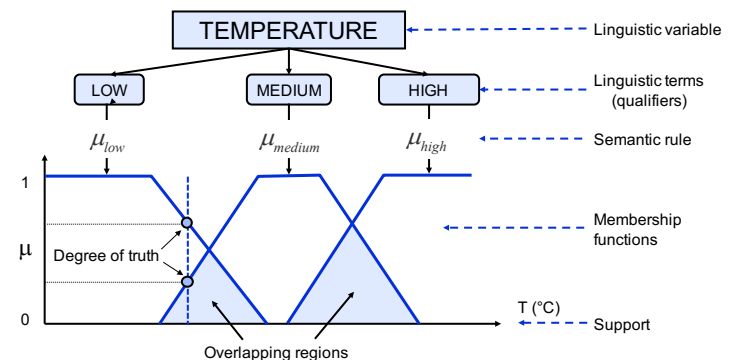 TEMPERATURE
Linguistic variable
LOW
MEDIUM
HIGH
Linguistic terms
(qualifiers)
μlow
μmedium
μhigh
Semantic rule
1
Membership
functions
Degree of truth
μ
T (°C)
0
Support
Overlapping regions